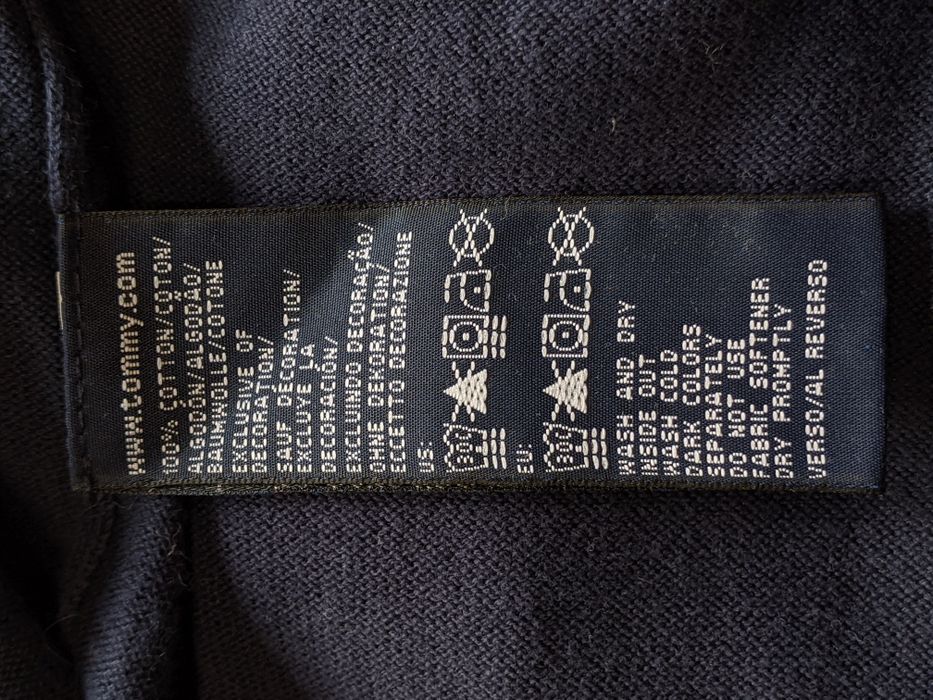 www.tommy.com
100% COTTON/COTON/
ALGODÓN/ALGODÃO/
BAUMWOLLE/COTONE
EXCLUSIVE OF
DECORATION/
SAUF DÉCORATION/
EXCLUYE LA
DECORACIÓN/
EXCLUINDO DECORAÇÃO/
OHNE DEKORATION/
ECCETTO DECORAZIONE
US:
EU:
WASH AND DRY
INSIDE OUT
WASH COLD
DARK COLORS
SEPARATELY
DO NOT USE
FABRIC SOFTENER
DRY PROMPTLY
VERSO/AL REVERSO